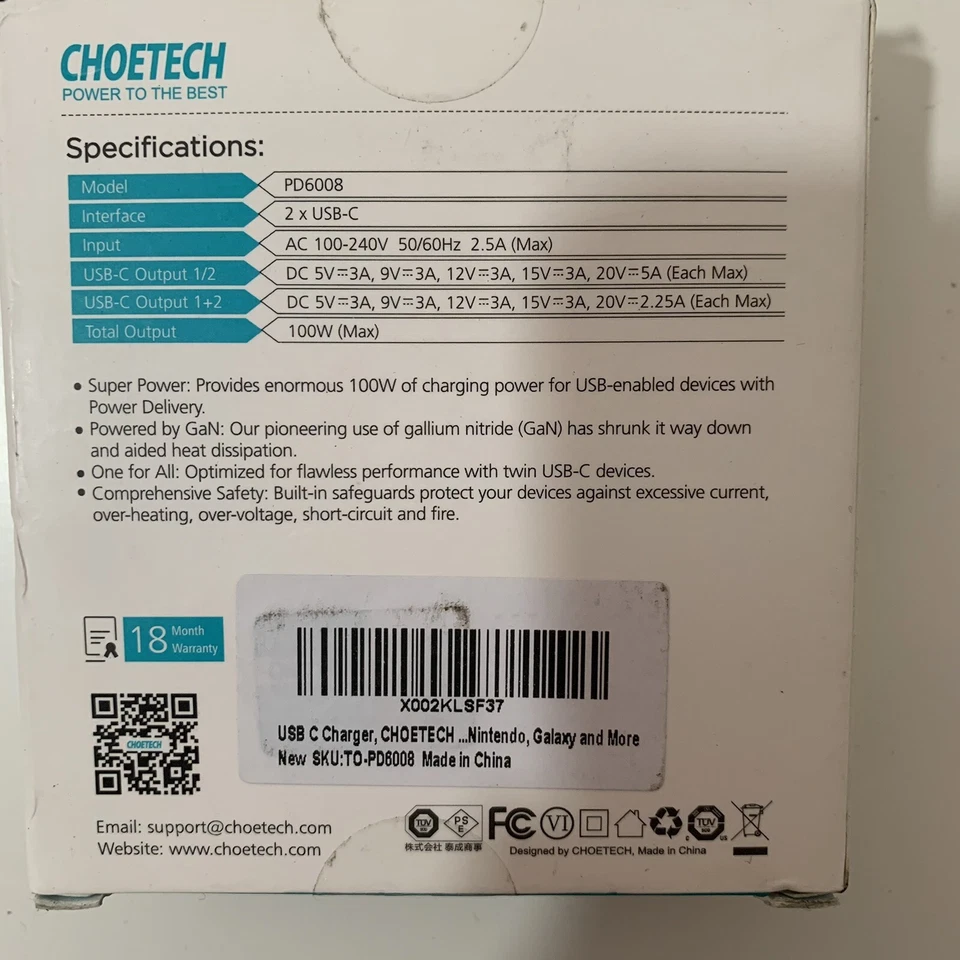 CHOETECH
POWER TO THE BEST
Specifications:
Model PD6008
Interface 2 x USB-C
Input AC 100-240V 50/60Hz 2.5A (Max)
USB-C Output 1/2 DC 5V⎓3A, 9V⎓3A, 12V⎓3A, 15V⎓3A, 20V⎓5A (Each Max)
USB-C Output 1+2 DC 5V⎓3A, 9V⎓3A, 12V⎓3A, 15V⎓3A, 20V⎓2.25A (Each Max)
Total Output 100W (Max)
• Super Power: Provides enormous 100W of charging power for USB-enabled devices with
Power Delivery.
• Powered by GaN: Our pioneering use of gallium nitride (GaN) has shrunk it way down
and aided heat dissipation.
• One for All: Optimized for flawless performance with twin USB-C devices.
• Comprehensive Safety: Built-in safeguards protect your devices against excessive current,
over-heating, over-voltage, short-circuit and fire.
18 Month
Warranty
CHOETECH
X002KLSF37
USB C Charger, CHOETECH ...Nintendo, Galaxy and More
New SKU:TO-PD6008 Made in China
Email: support@choetech.com
Website: www.choetech.com
TÜV PS E FC VI TÜV US
株式会社 泰成商事
Designed by CHOETECH, Made in China